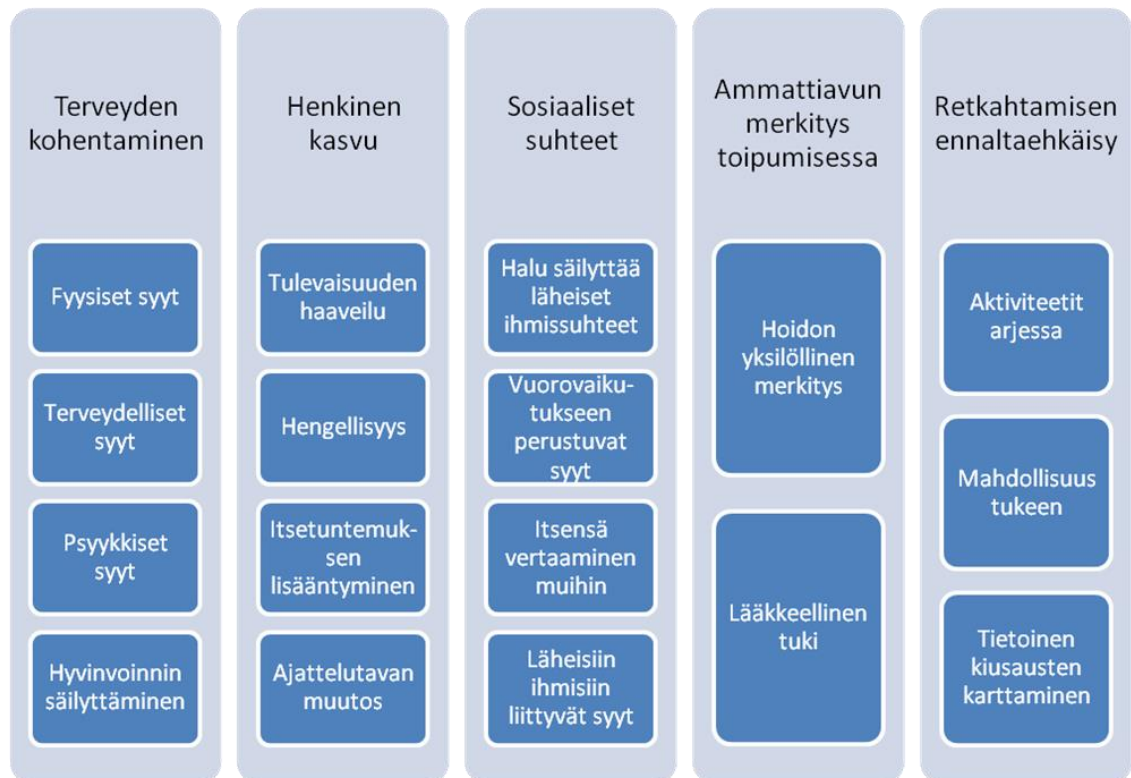 Terveyden
kohentaminen
Fyysiset syyt
Terveydelliset
syyt
Psyykkiset
syyt
Hyvinvoinnin
säilyttäminen
Henkinen
kasvu
Tulevaisuuden
haaveilu
Hengellisyys
Itsetuntemuk-
sen
lisääntyminen
Ajattelutavan
muutos
Sosiaaliset
suhteet
Halu säilyttää
läheiset
ihmissuhteet
Vuorovaiku-
tukseen
perustuvat
syyt
Itsensä
vertaaminen
muihin
Läheisiin
ihmisiin
liittyvät syyt
Ammattiavun
merkitys
toipumisessa
Hoidon
yksilöllinen
merkitys
Lääkkeellinen
tuki
Retkahtamisen
ennaltaehkäisy
Aktiviteetit
arjessa
Mahdollisuus
tukeen
Tietoinen
kiusausten
karttaminen